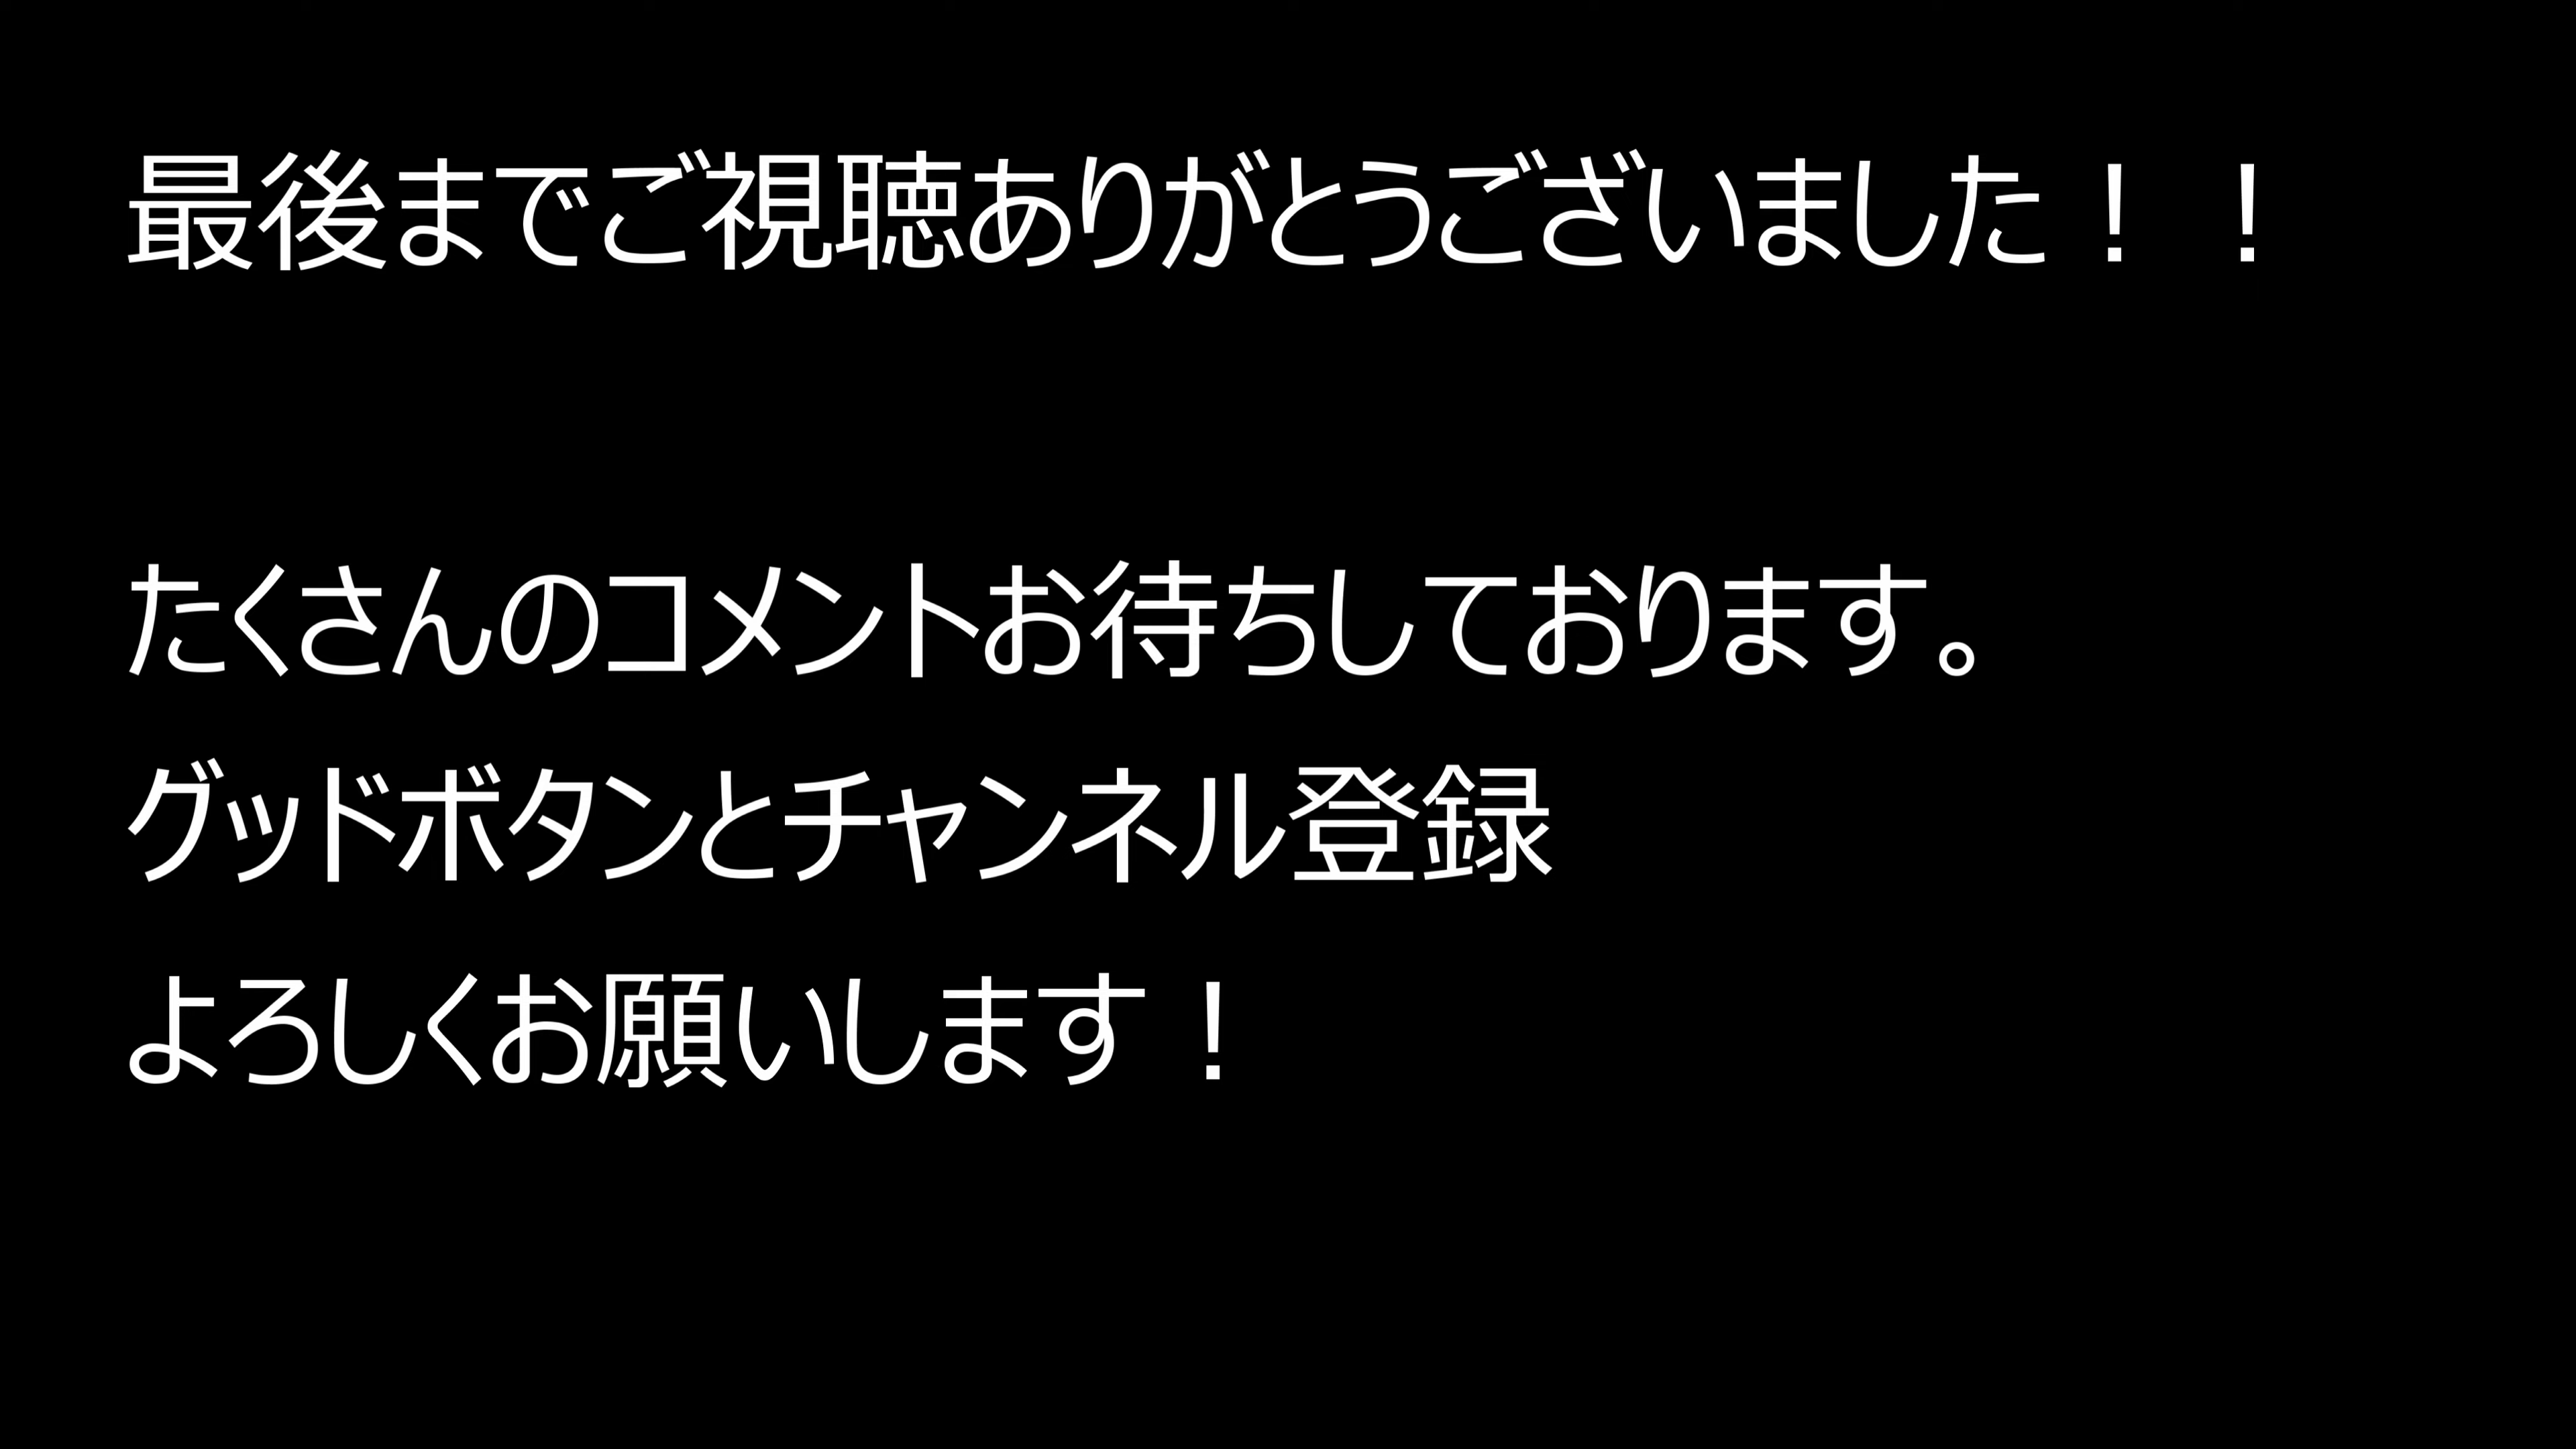 最後までご視聴ありがとうございました！！
たくさんのコメントお待ちしております。
グッドボタンとチャンネル登録
よろしくお願いします！